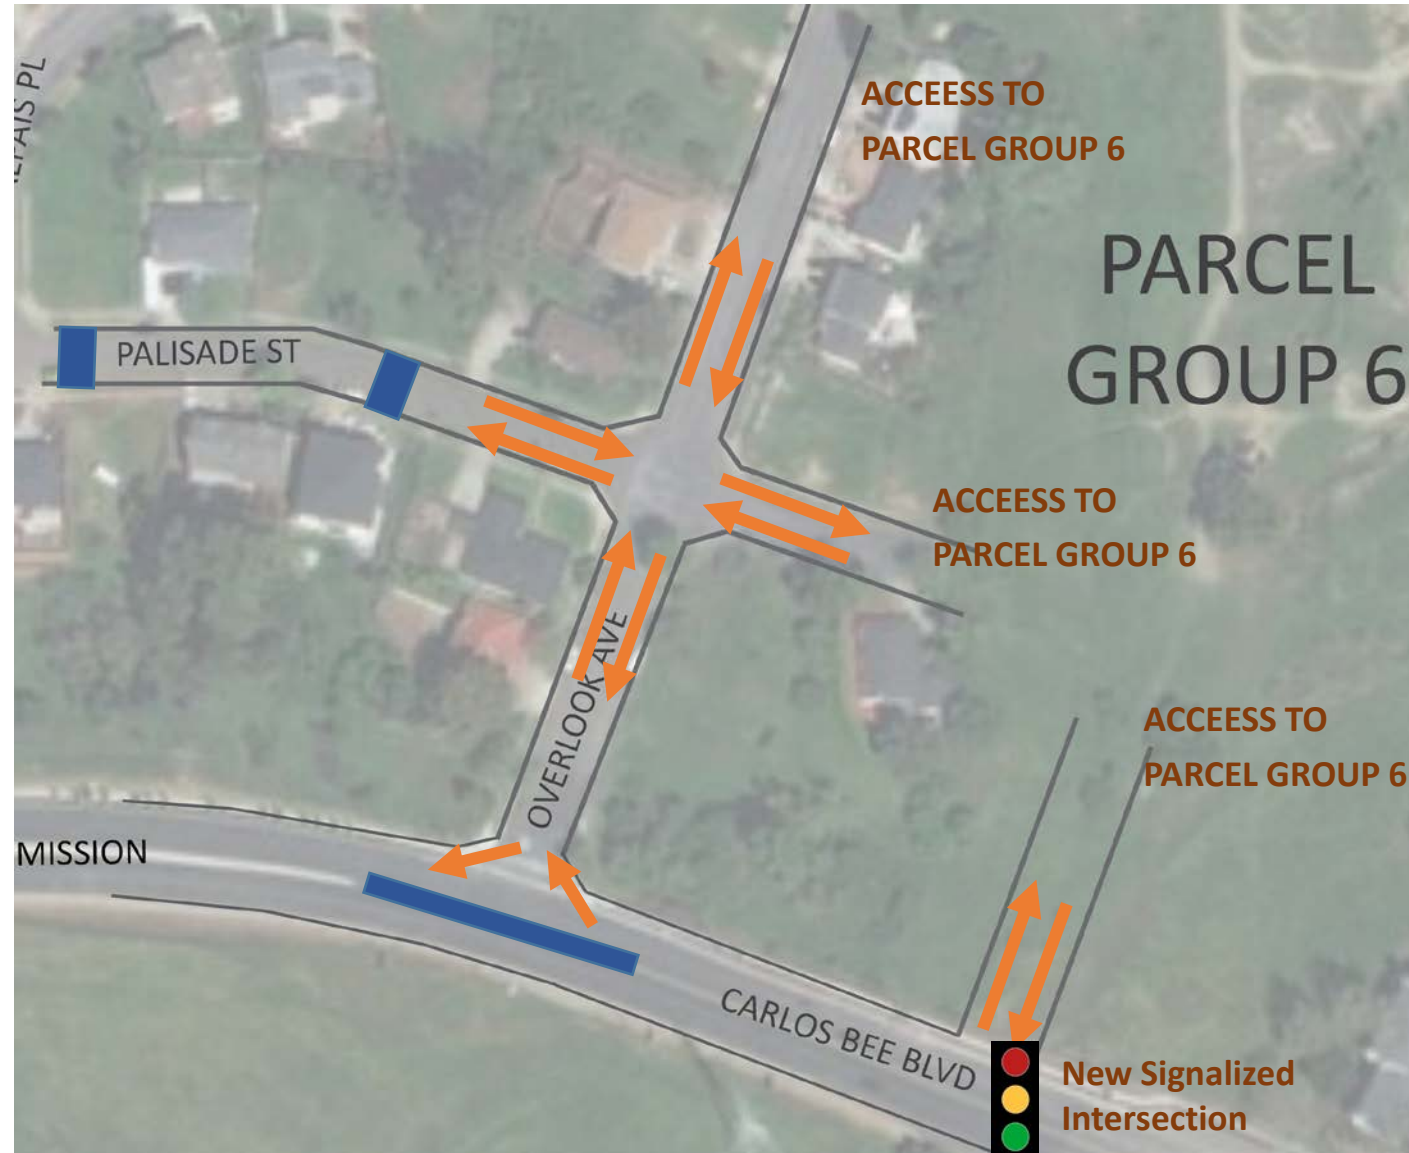 ACCEESS TO
PARCEL GROUP 6
PARCEL
GROUP 6
PALISADE ST
ACCEESS TO
PARCEL GROUP 6
OVERLOOK AVE
ACCEESS TO
PARCEL GROUP 6
MISSION
CARLOS BEE BLVD
New Signalized
Intersection